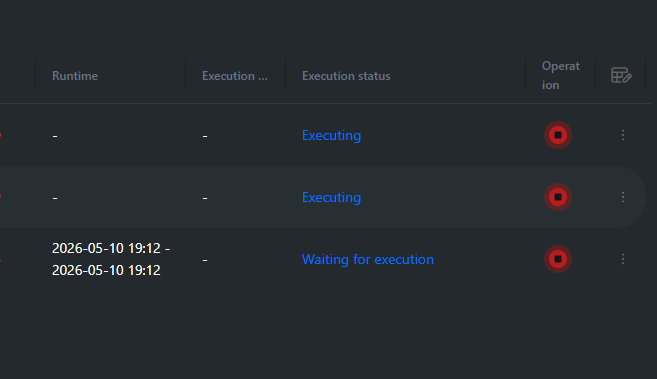 Runtime
Execution ...
Execution status
Operat
ion
-
-
Executing
-
-
Executing
2026-05-10 19:12 -
2026-05-10 19:12
-
Waiting for execution